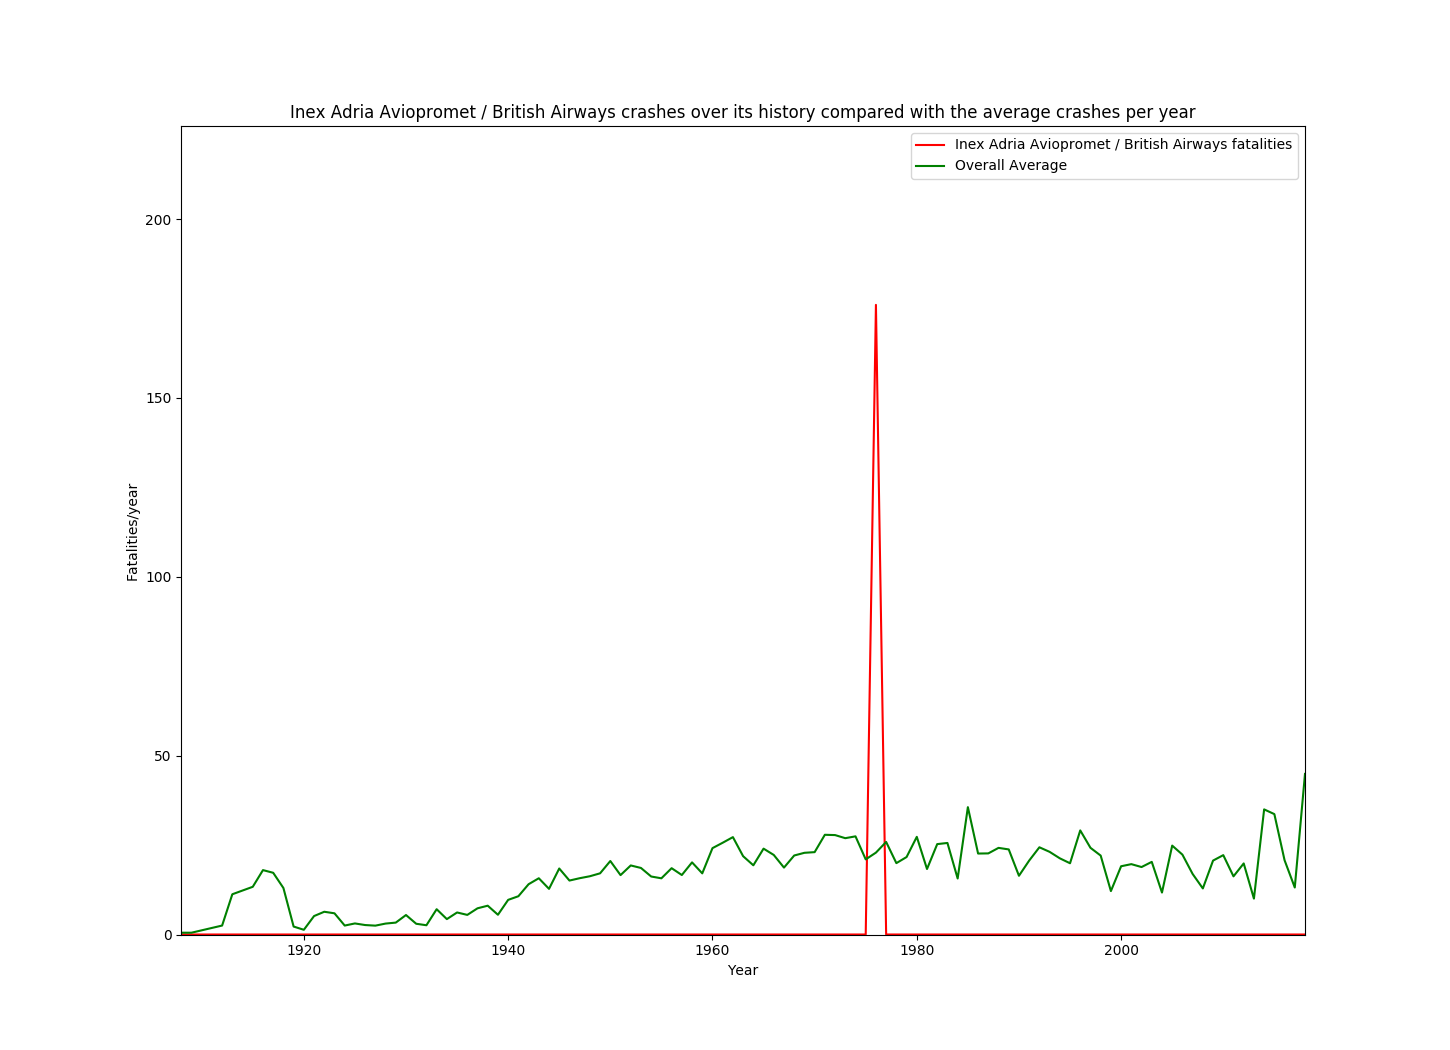 Inex Adria Aviopromet / British Airways crashes over its history compared with the average crashes per year
Inex Adria Aviopromet / British Airways fatalities
Overall Average
200
150
100
50
0
Fatalities/year
1920
1940
1960
1980
2000
Year